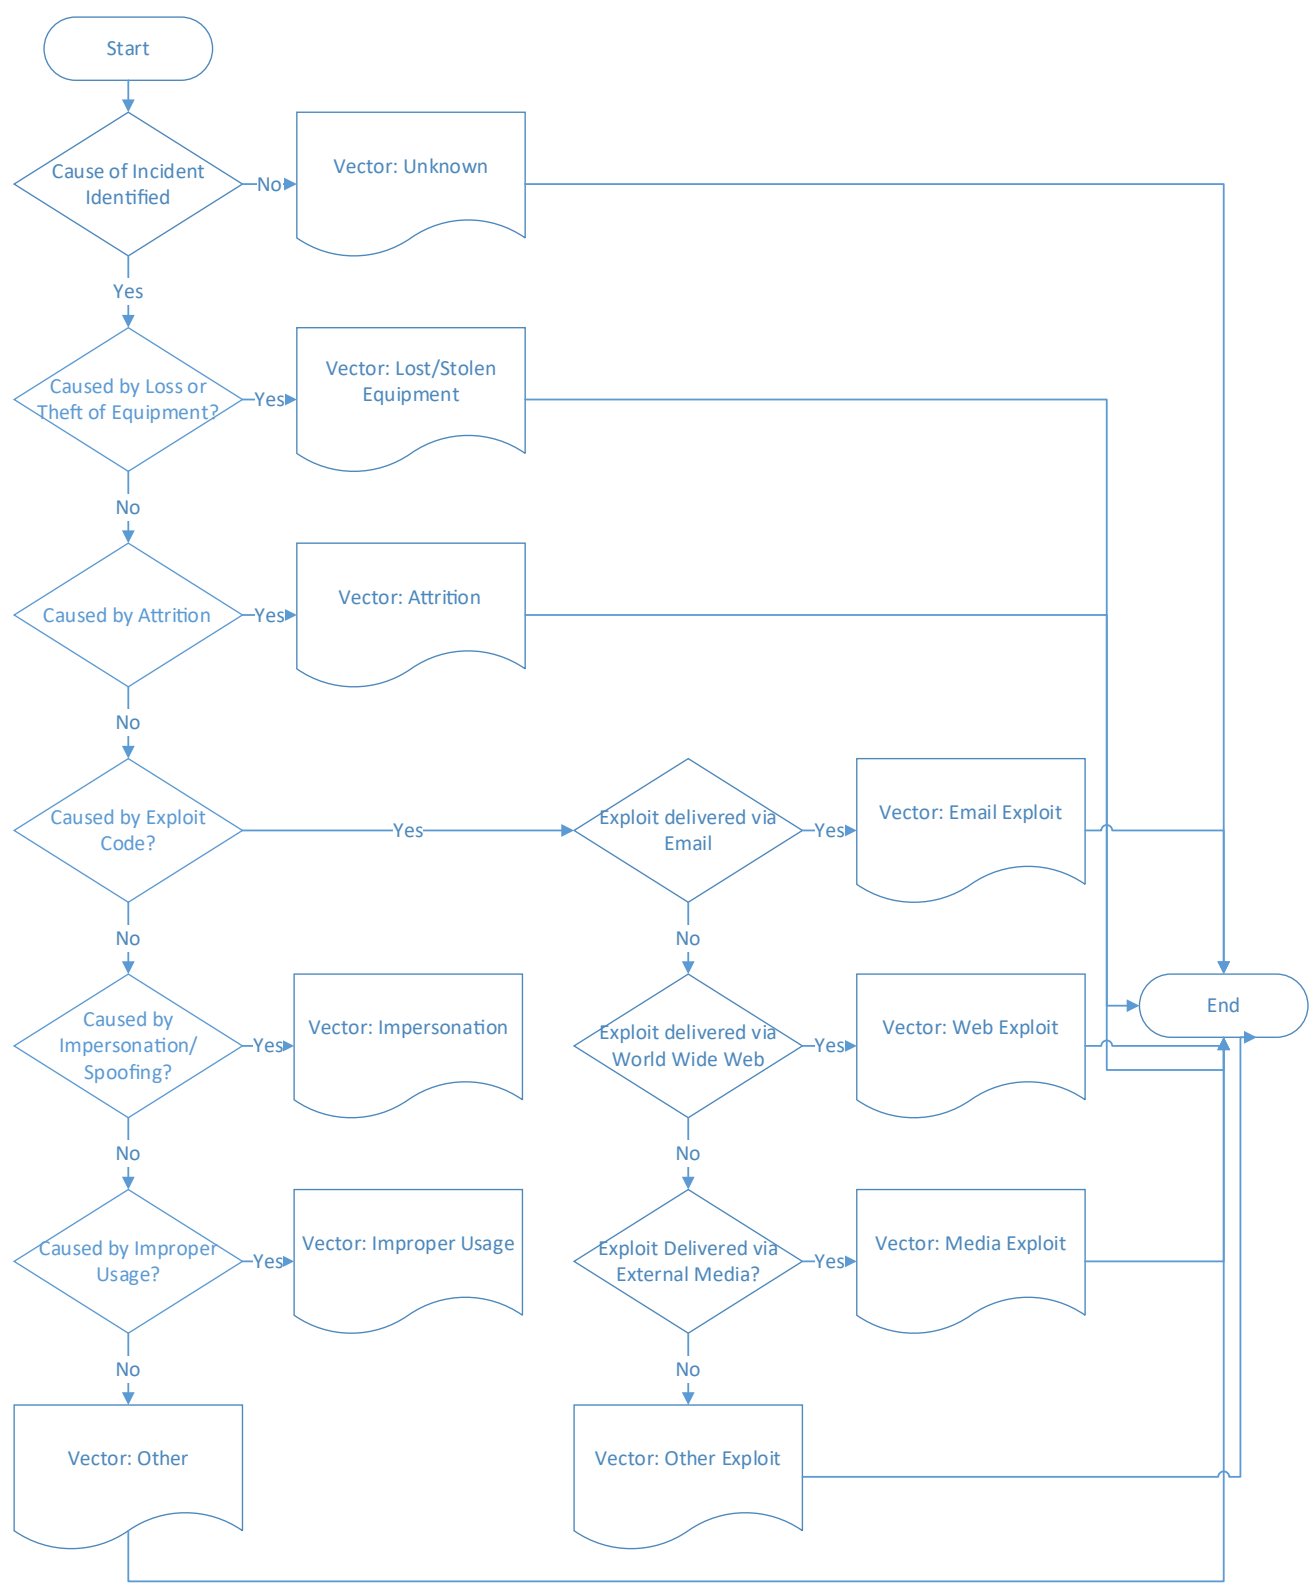 Start
Cause of Incident
Identified
No
Vector: Unknown
Yes
Caused by Loss or
Theft of Equipment?
Yes
Vector: Lost/Stolen
Equipment
No
Caused by Attrition
Yes
Vector: Attrition
No
Caused by Exploit
Code?
Yes
Exploit delivered via
Email
Yes
Vector: Email Exploit
No
No
Caused by
Impersonation/
Spoofing?
Yes
Vector: Impersonation
Exploit delivered via
World Wide Web
Yes
Vector: Web Exploit
End
No
No
Caused by Improper
Usage?
Yes
Vector: Improper Usage
Exploit Delivered via
External Media?
Yes
Vector: Media Exploit
No
No
Vector: Other
Vector: Other Exploit